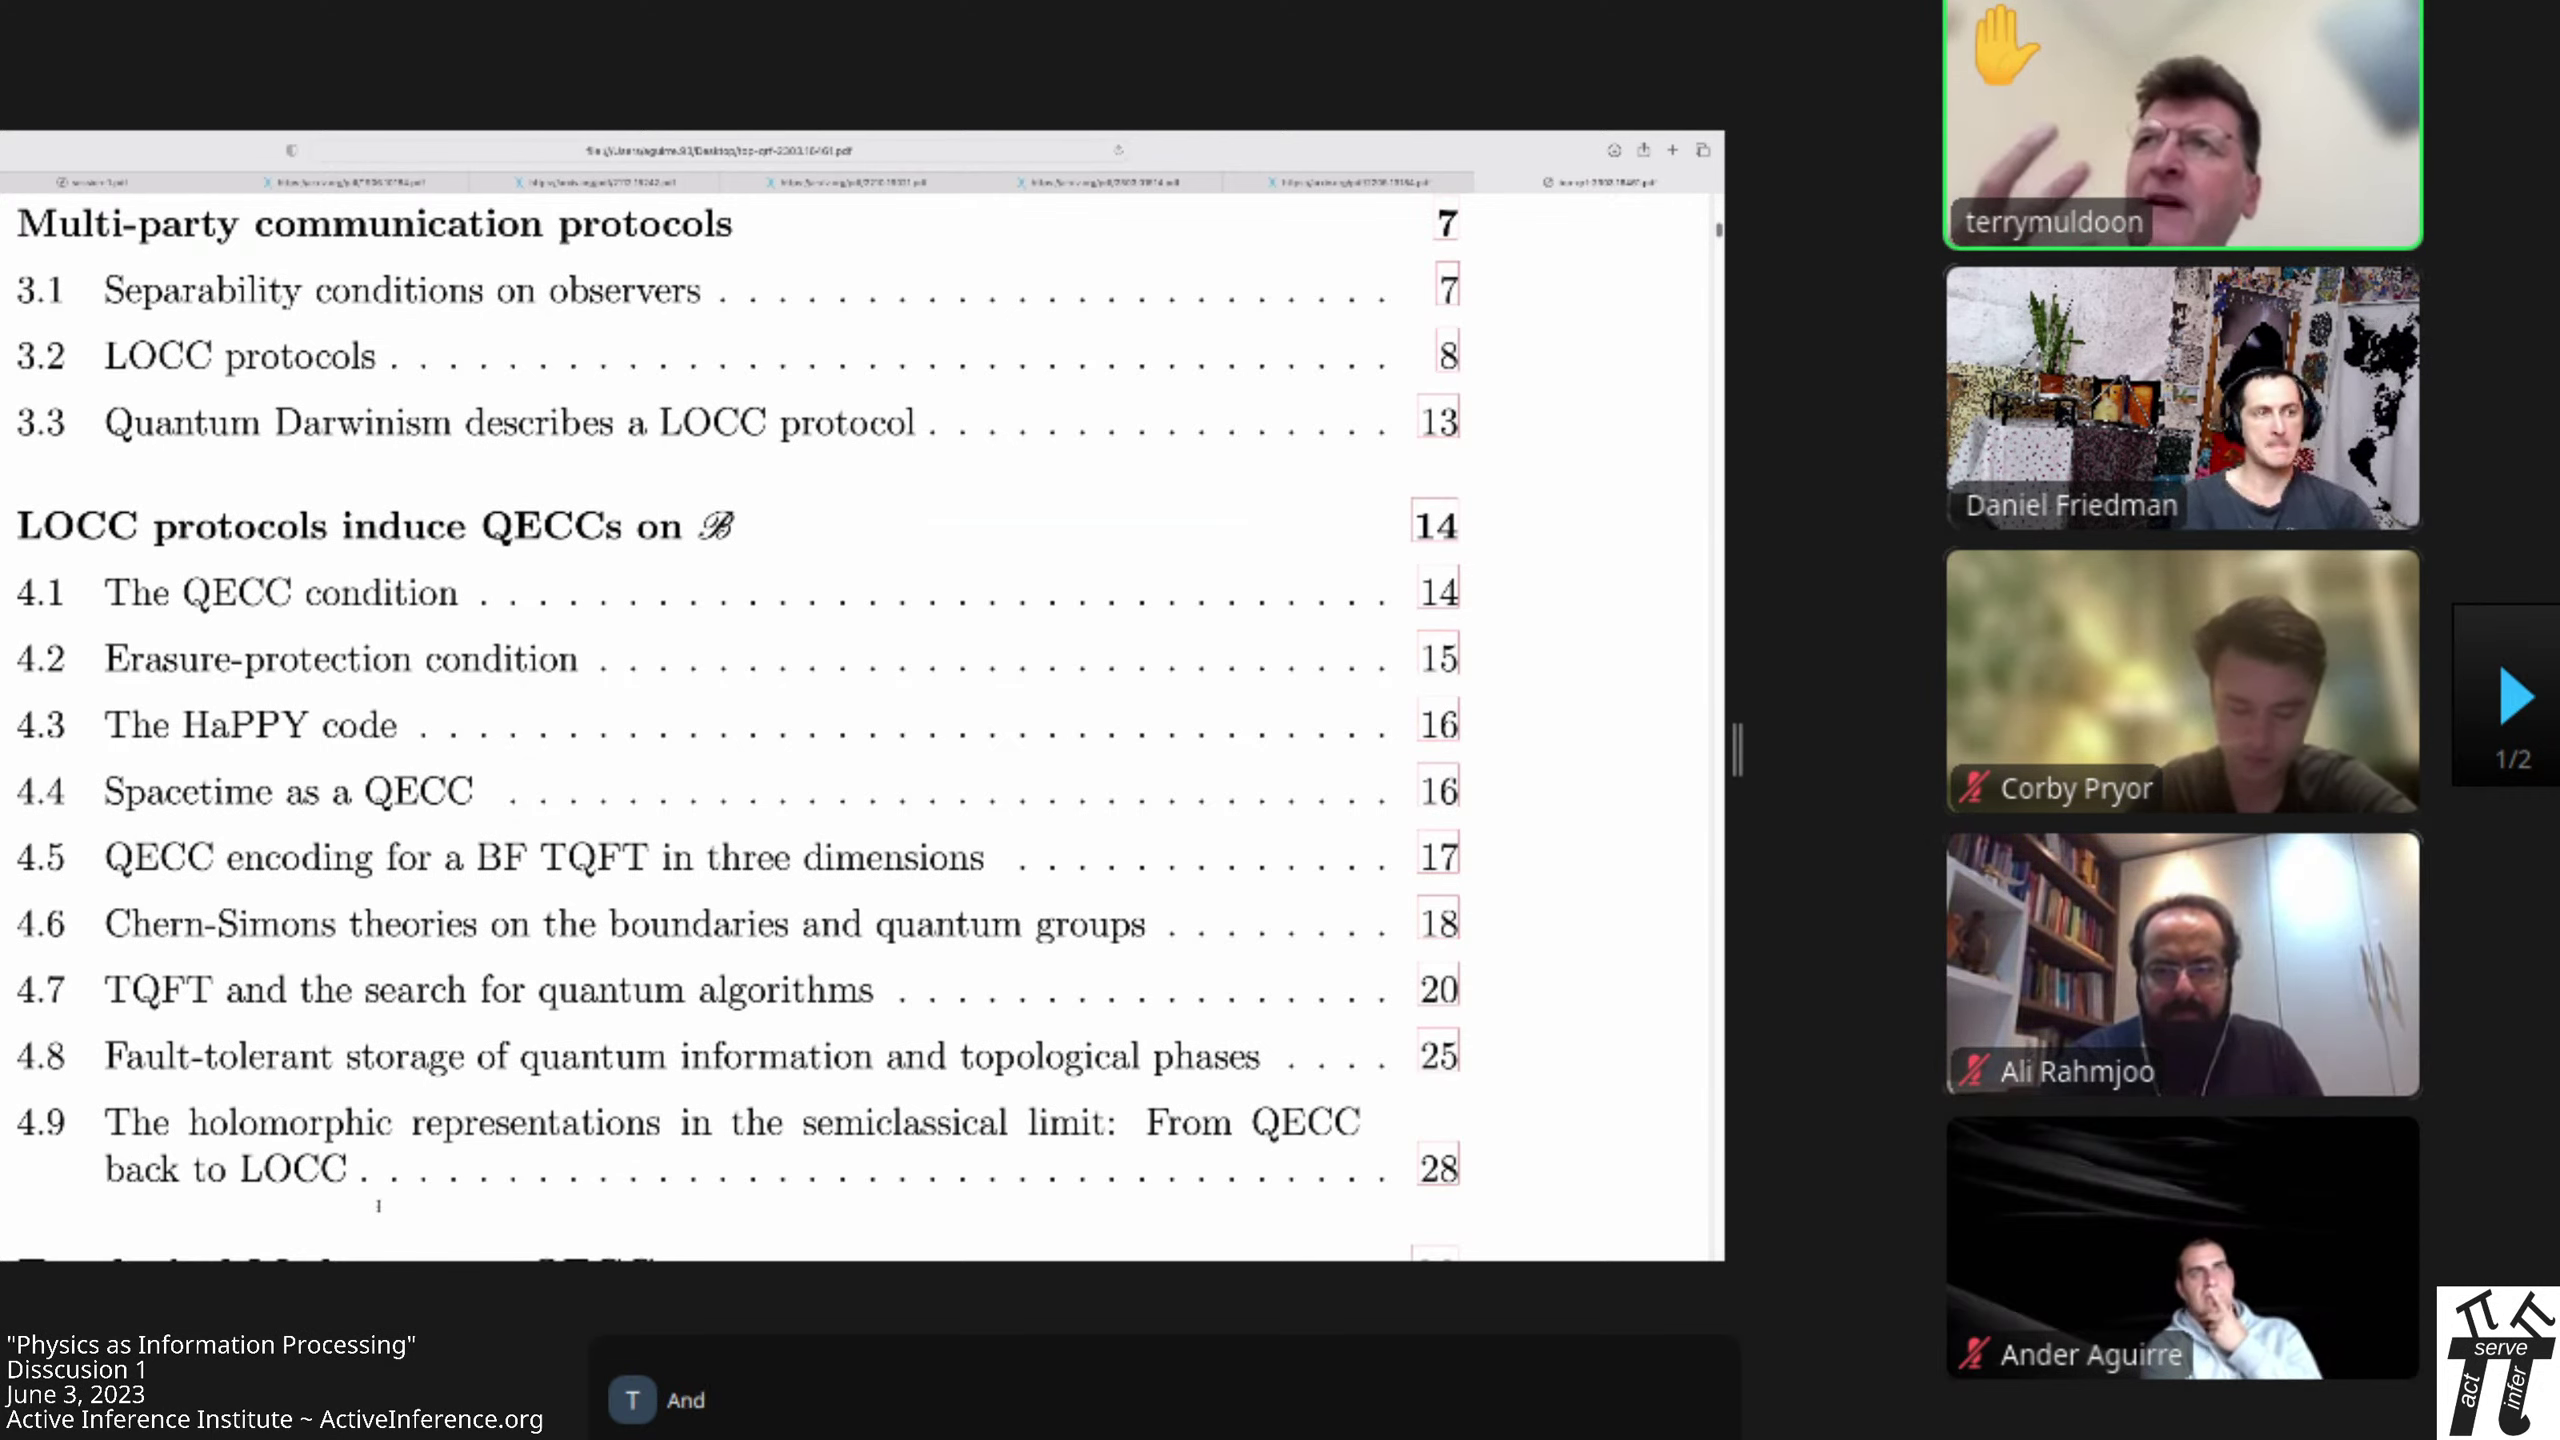 Multi-party communication protocols 7
3.1 Separability conditions on observers . . . . . . . . . . . . . . . . . . . . . . . 7
3.2 LOCC protocols . . . . . . . . . . . . . . . . . . . . . . . . . . . . . . . . . . 8
3.3 Quantum Darwinism describes a LOCC protocol . . . . . . . . . . . . . . . . 13
LOCC protocols induce QECCs on ℬ 14
4.1 The QECC condition . . . . . . . . . . . . . . . . . . . . . . . . . . . . . . . 14
4.2 Erasure-protection condition . . . . . . . . . . . . . . . . . . . . . . . . . . . 15
4.3 The HaPPY code . . . . . . . . . . . . . . . . . . . . . . . . . . . . . . . . . 16
4.4 Spacetime as a QECC . . . . . . . . . . . . . . . . . . . . . . . . . . . . . . 16
4.5 QECC encoding for a BF TQFT in three dimensions . . . . . . . . . . . . . 17
4.6 Chern-Simons theories on the boundaries and quantum groups . . . . . . . . 18
4.7 TQFT and the search for quantum algorithms . . . . . . . . . . . . . . . . . 20
4.8 Fault-tolerant storage of quantum information and topological phases . . . . 25
4.9 The holomorphic representations in the semiclassical limit: From QECC
back to LOCC . . . . . . . . . . . . . . . . . . . . . . . . . . . . . . . . . . . 28
terrymuldoon
Daniel Friedman
Corby Pryor
Ali Rahmjoo
Ander Aguirre
1/2
"Physics as Information Processing"
Disscusion 1
June 3, 2023
Active Inference Institute ~ ActiveInference.org
T And
serve
act
infer